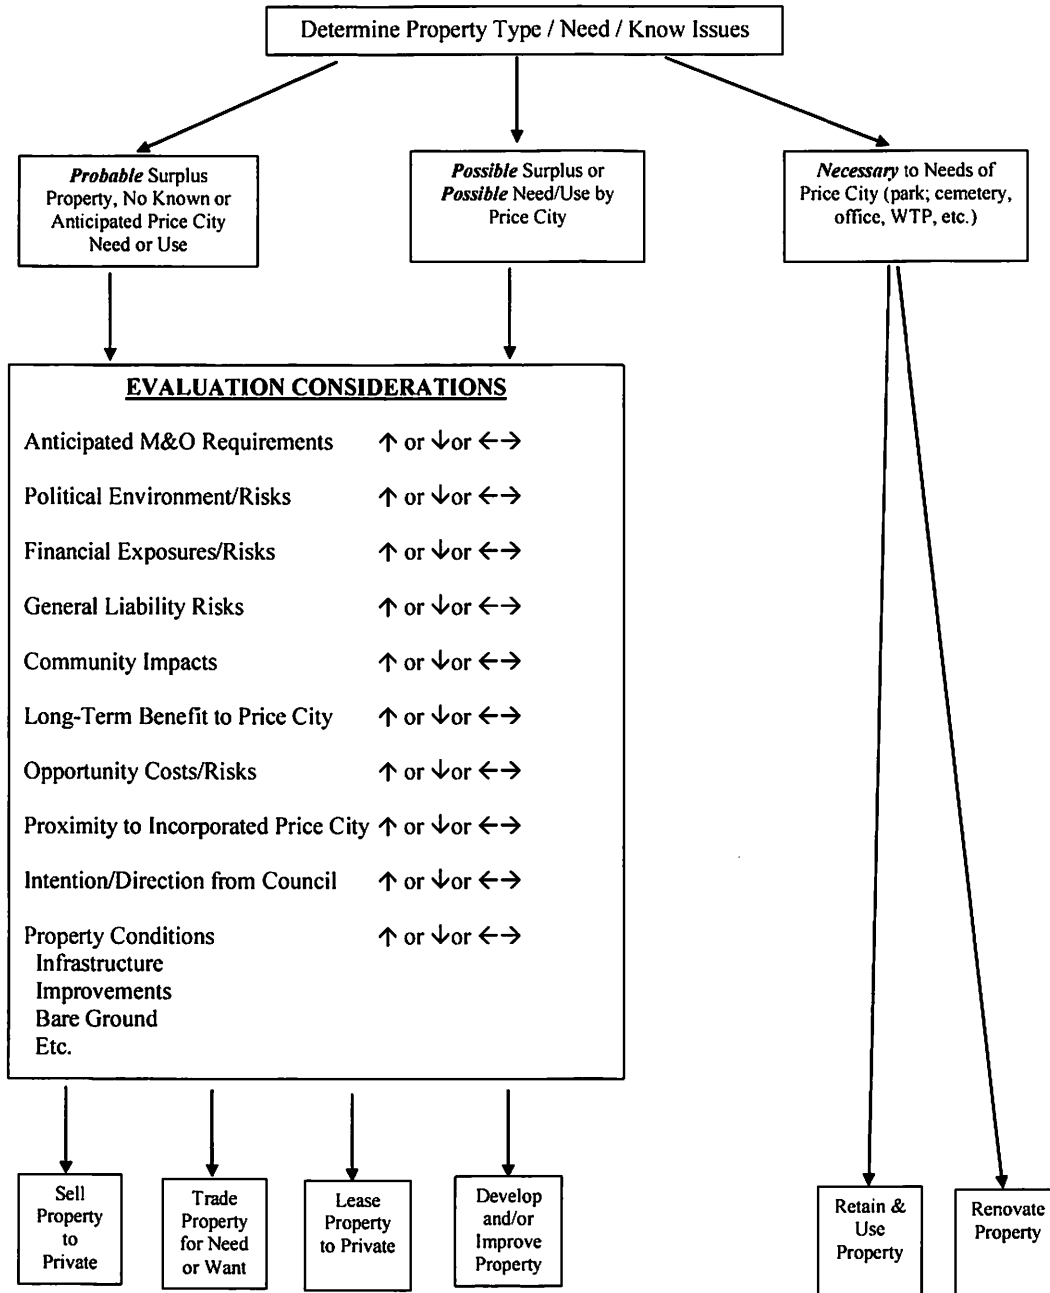 Determine Property Type / Need / Know Issues
Probable Surplus
Property, No Known or
Anticipated Price City
Need or Use
Possible Surplus or
Possible Need/Use by
Price City
Necessary to Needs of
Price City (park; cemetery,
office, WTP, etc.)
EVALUATION CONSIDERATIONS
Anticipated M&O Requirements ↑ or ↓or ←→
Political Environment/Risks ↑ or ↓or ←→
Financial Exposures/Risks ↑ or ↓or ←→
General Liability Risks ↑ or ↓or ←→
Community Impacts ↑ or ↓or ←→
Long-Term Benefit to Price City ↑ or ↓or ←→
Opportunity Costs/Risks ↑ or ↓or ←→
Proximity to Incorporated Price City ↑ or ↓or ←→
Intention/Direction from Council ↑ or ↓or ←→
Property Conditions ↑ or ↓or ←→
Infrastructure
Improvements
Bare Ground
Etc.
Sell
Property
to
Private
Trade
Property
for Need
or Want
Lease
Property
to Private
Develop
and/or
Improve
Property
Retain &
Use
Property
Renovate
Property